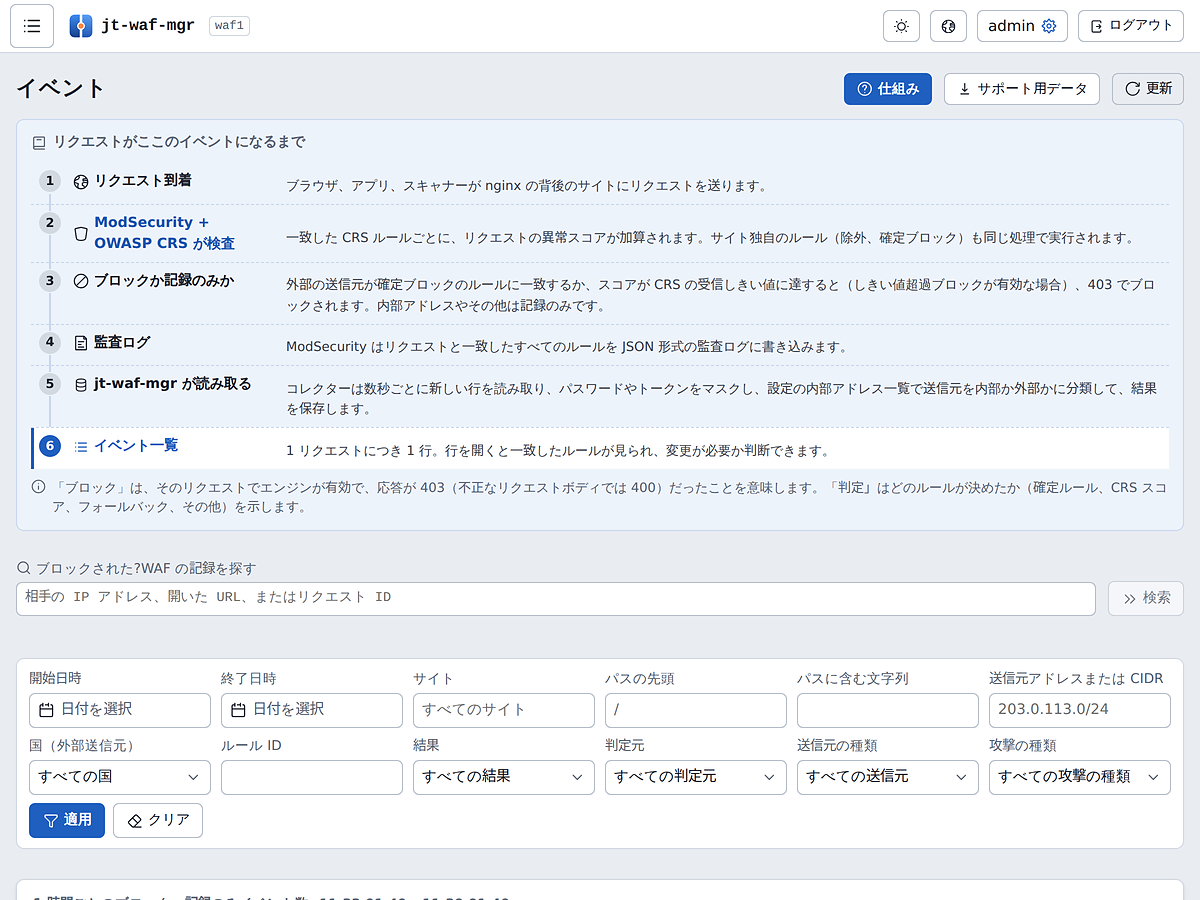 jt-waf-mgr waf1 admin ログアウト
イベント 仕組み サポート用データ 更新
リクエストがここのイベントになるまで
1 リクエスト到着 ブラウザ、アプリ、スキャナーが nginx の背後のサイトにリクエストを送ります。
2 ModSecurity +
OWASP CRS が検査 一致した CRS ルールごとに、リクエストの異常スコアが加算されます。サイト独自のルール（除外、確定ブロック）も同じ処理で実行されます。
3 ブロックか記録のみか 外部の送信元が確定ブロックのルールに一致するか、スコアが CRS の受信しきい値に達すると（しきい値超過ブロックが有効な場合）、403 でブロ
ックされます。内部アドレスやその他は記録のみです。
4 監査ログ ModSecurity はリクエストと一致したすべてのルールを JSON 形式の監査ログに書き込みます。
5 jt-waf-mgr が読み取る コレクターは数秒ごとに新しい行を読み取り、パスワードやトークンをマスクし、設定の内部アドレス一覧で送信元を内部か外部かに分類して、結果
を保存します。
6 イベント一覧 1 リクエストにつき 1 行。行を開くと一致したルールが見られ、変更が必要か判断できます。
「ブロック」は、そのリクエストでエンジンが有効で、応答が 403（不正なリクエストボディでは 400）だったことを意味します。「判定」はどのルールが決めたか（確定ルール、CRS スコ
ア、フォールバック、その他）を示します。
ブロックされた?WAF の記録を探す
相手の IP アドレス、開いた URL、またはリクエスト ID 検索
開始日時 終了日時 サイト パスの先頭 パスに含む文字列 送信元アドレスまたは CIDR
日付を選択 日付を選択 すべてのサイト / 203.0.113.0/24
国（外部送信元） ルール ID 結果 判定元 送信元の種類 攻撃の種類
すべての国 すべての結果 すべての判定元 すべての送信元 すべての攻撃の種類
適用 クリア